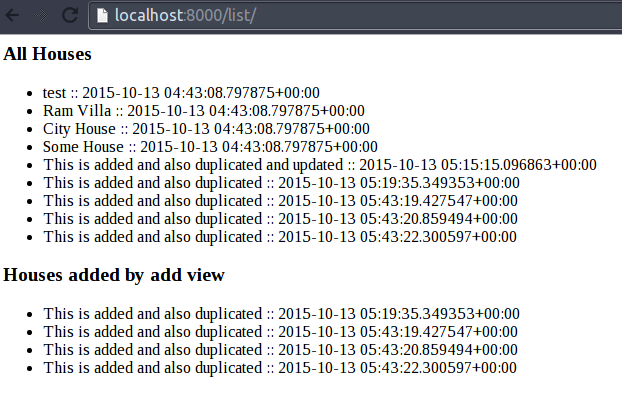 localhost:8000/list/
All Houses
test :: 2015-10-13 04:43:08.797875+00:00
Ram Villa :: 2015-10-13 04:43:08.797875+00:00
City House :: 2015-10-13 04:43:08.797875+00:00
Some House :: 2015-10-13 04:43:08.797875+00:00
This is added and also duplicated and updated :: 2015-10-13 05:15:15.096863+00:00
This is added and also duplicated :: 2015-10-13 05:19:35.349353+00:00
This is added and also duplicated :: 2015-10-13 05:43:19.427547+00:00
This is added and also duplicated :: 2015-10-13 05:43:20.859494+00:00
This is added and also duplicated :: 2015-10-13 05:43:22.300597+00:00
Houses added by add view
This is added and also duplicated :: 2015-10-13 05:19:35.349353+00:00
This is added and also duplicated :: 2015-10-13 05:43:19.427547+00:00
This is added and also duplicated :: 2015-10-13 05:43:20.859494+00:00
This is added and also duplicated :: 2015-10-13 05:43:22.300597+00:00